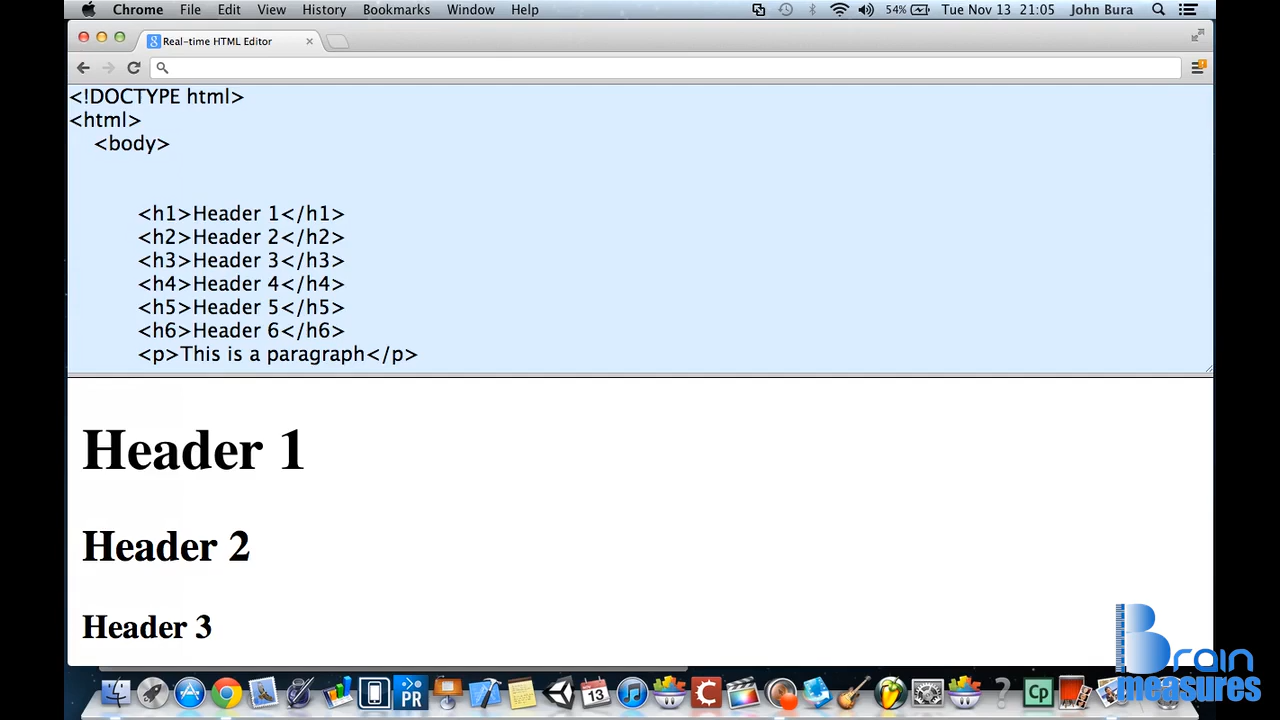 Chrome File Edit View History Bookmarks Window Help 54% Tue Nov 13 21:05 John Bura
Real-time HTML Editor
<!DOCTYPE html>
<html>
<body>
<h1>Header 1</h1>
<h2>Header 2</h2>
<h3>Header 3</h3>
<h4>Header 4</h4>
<h5>Header 5</h5>
<h6>Header 6</h6>
<p>This is a paragraph</p>
Header 1
Header 2
Header 3
Brain
measures
PR
13
Cp